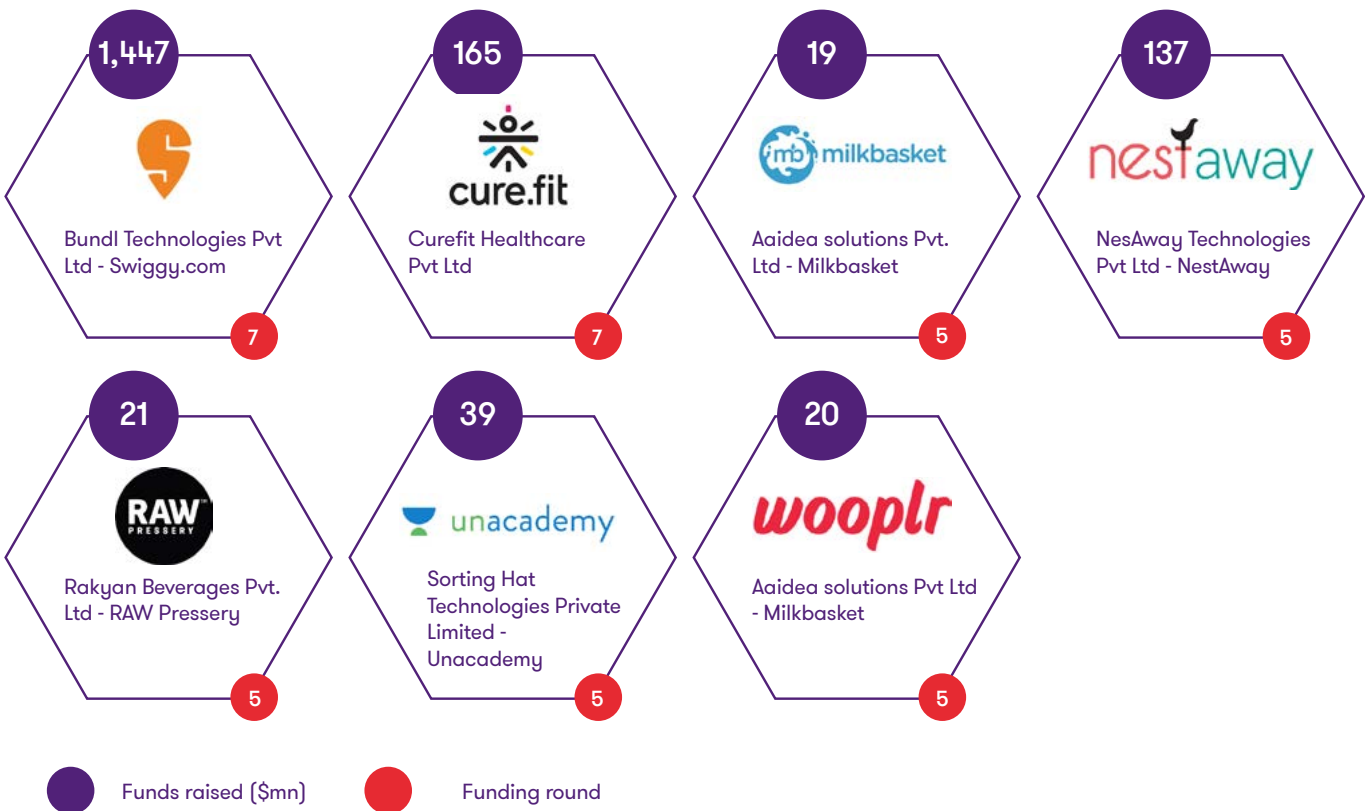 1,447
Bundl Technologies Pvt
Ltd - Swiggy.com
7
165
cure.fit
Curefit Healthcare
Pvt Ltd
7
19
mb milkbasket
Aaidea solutions Pvt.
Ltd - Milkbasket
5
137
nestaway
NesAway Technologies
Pvt Ltd - NestAway
5
21
RAW™
PRESSERY
Rakyan Beverages Pvt.
Ltd - RAW Pressery
5
39
unacademy
Sorting Hat
Technologies Private
Limited -
Unacademy
5
20
wooplr
Aaidea solutions Pvt Ltd
- Milkbasket
5
Funds raised ($mn)
Funding round